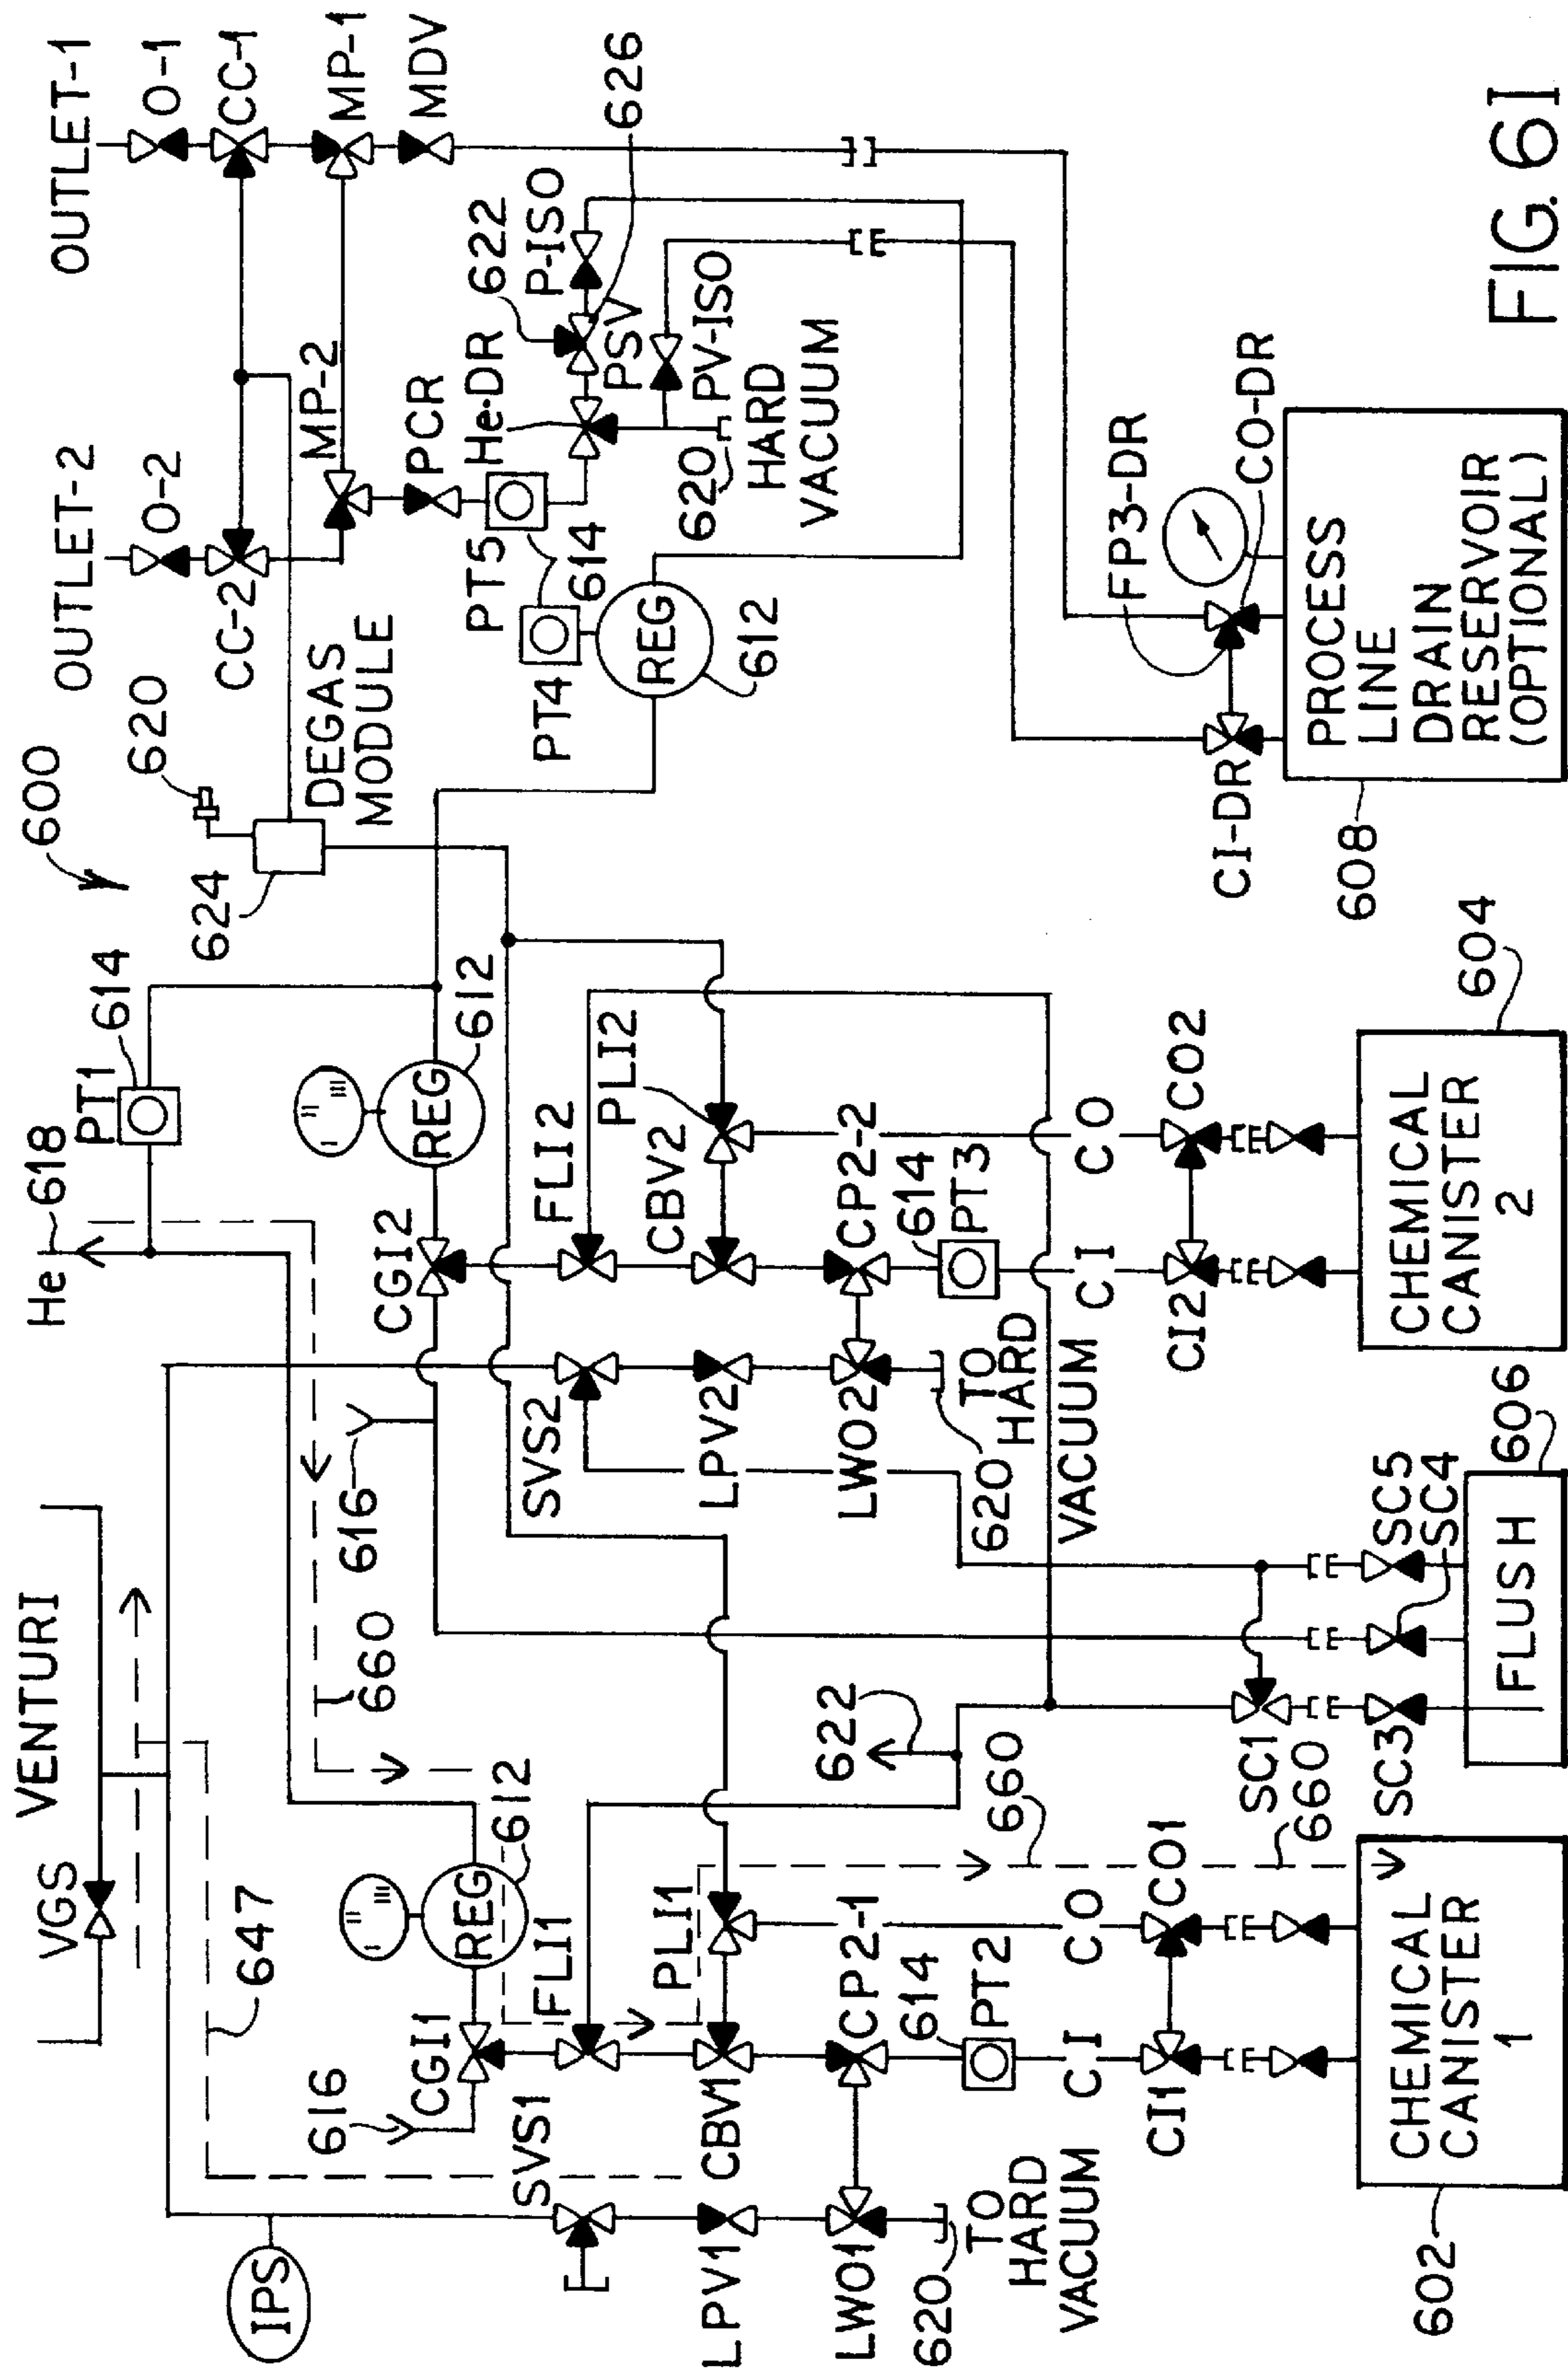 OUTLET-1
O-1
CC-1
MP-1
MDV
626
P-ISO
622
PSV
PV-ISO
HARD
VACUUM
620
He·DR
PCR
MP-2
OUTLET-2
O-2
CC-2
PT5
614
PT4
REG
612
DEGAS
MODULE
620
624
600
FP3-DR
CO-DR
CI-DR
PROCESS
LINE
DRAIN
RESERVOIR
(OPTIONAL)
608
He
618
PT1
614
REG
612
CGI2
FLI2
PLI2
CBV2
CP2-2
614
PT3
CO
CI
CO2
CI2
CHEMICAL
CANISTER
2
604
SVS2
LPV2
LWO2
620
TO
HARD
VACUUM
616
660
VENTURI
VGS
647
REG
612
CGI1
616
FLI1
PLI1
CBV1
CP2-1
614
PT2
CO
CI
CO1
CI1
660
660
622
SC1
SC3
SC5
SC4
606
FLUSH
SVS1
LPV1
LWO1
620
TO
HARD
VACUUM
IPS
CHEMICAL
CANISTER
1
602
FIG. 6I